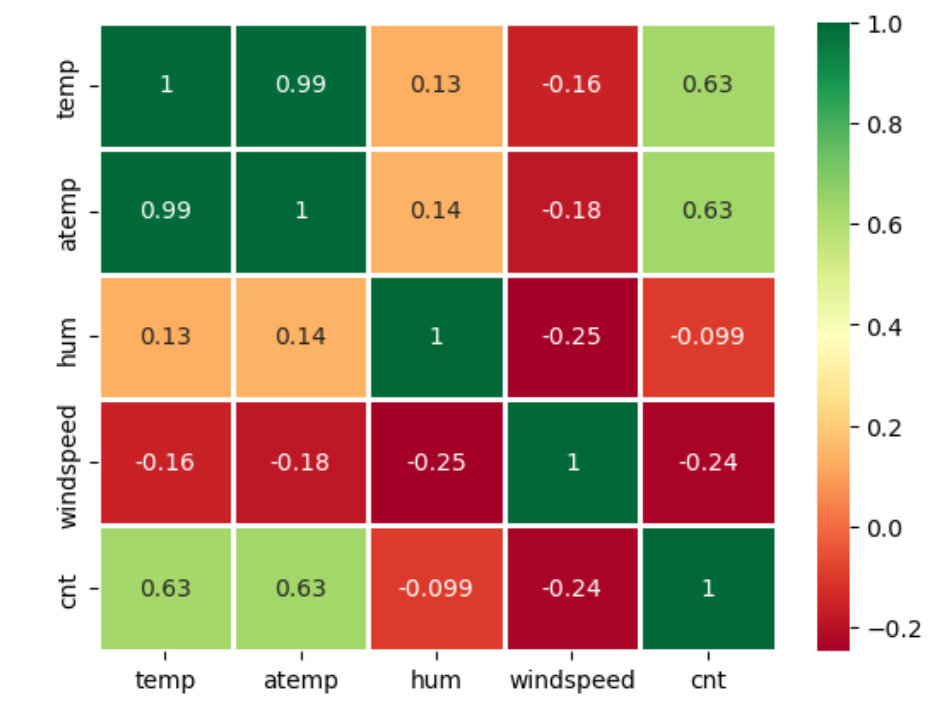 1.0
temp 1 0.99 0.13 -0.16 0.63
0.8
atemp 0.99 1 0.14 -0.18 0.63
0.6
hum 0.13 0.14 1 -0.25 -0.099
0.4
0.2
windspeed -0.16 -0.18 -0.25 1 -0.24
0.0
cnt 0.63 0.63 -0.099 -0.24 1
−0.2
temp atemp hum windspeed cnt